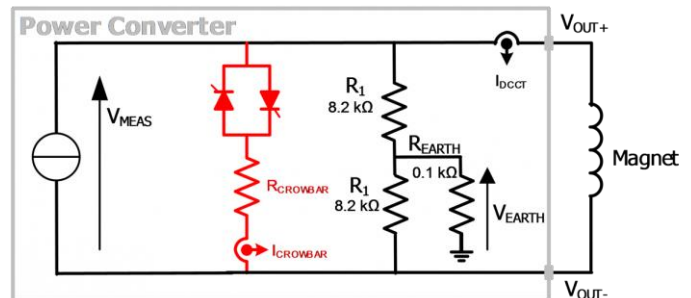 Power Converter
VOUT+
IDCCT
R1
8.2 kΩ
VMEAS
REARTH
0.1 kΩ
Magnet
RCROWBAR
R1
8.2 kΩ
VEARTH
ICROWBAR
VOUT-